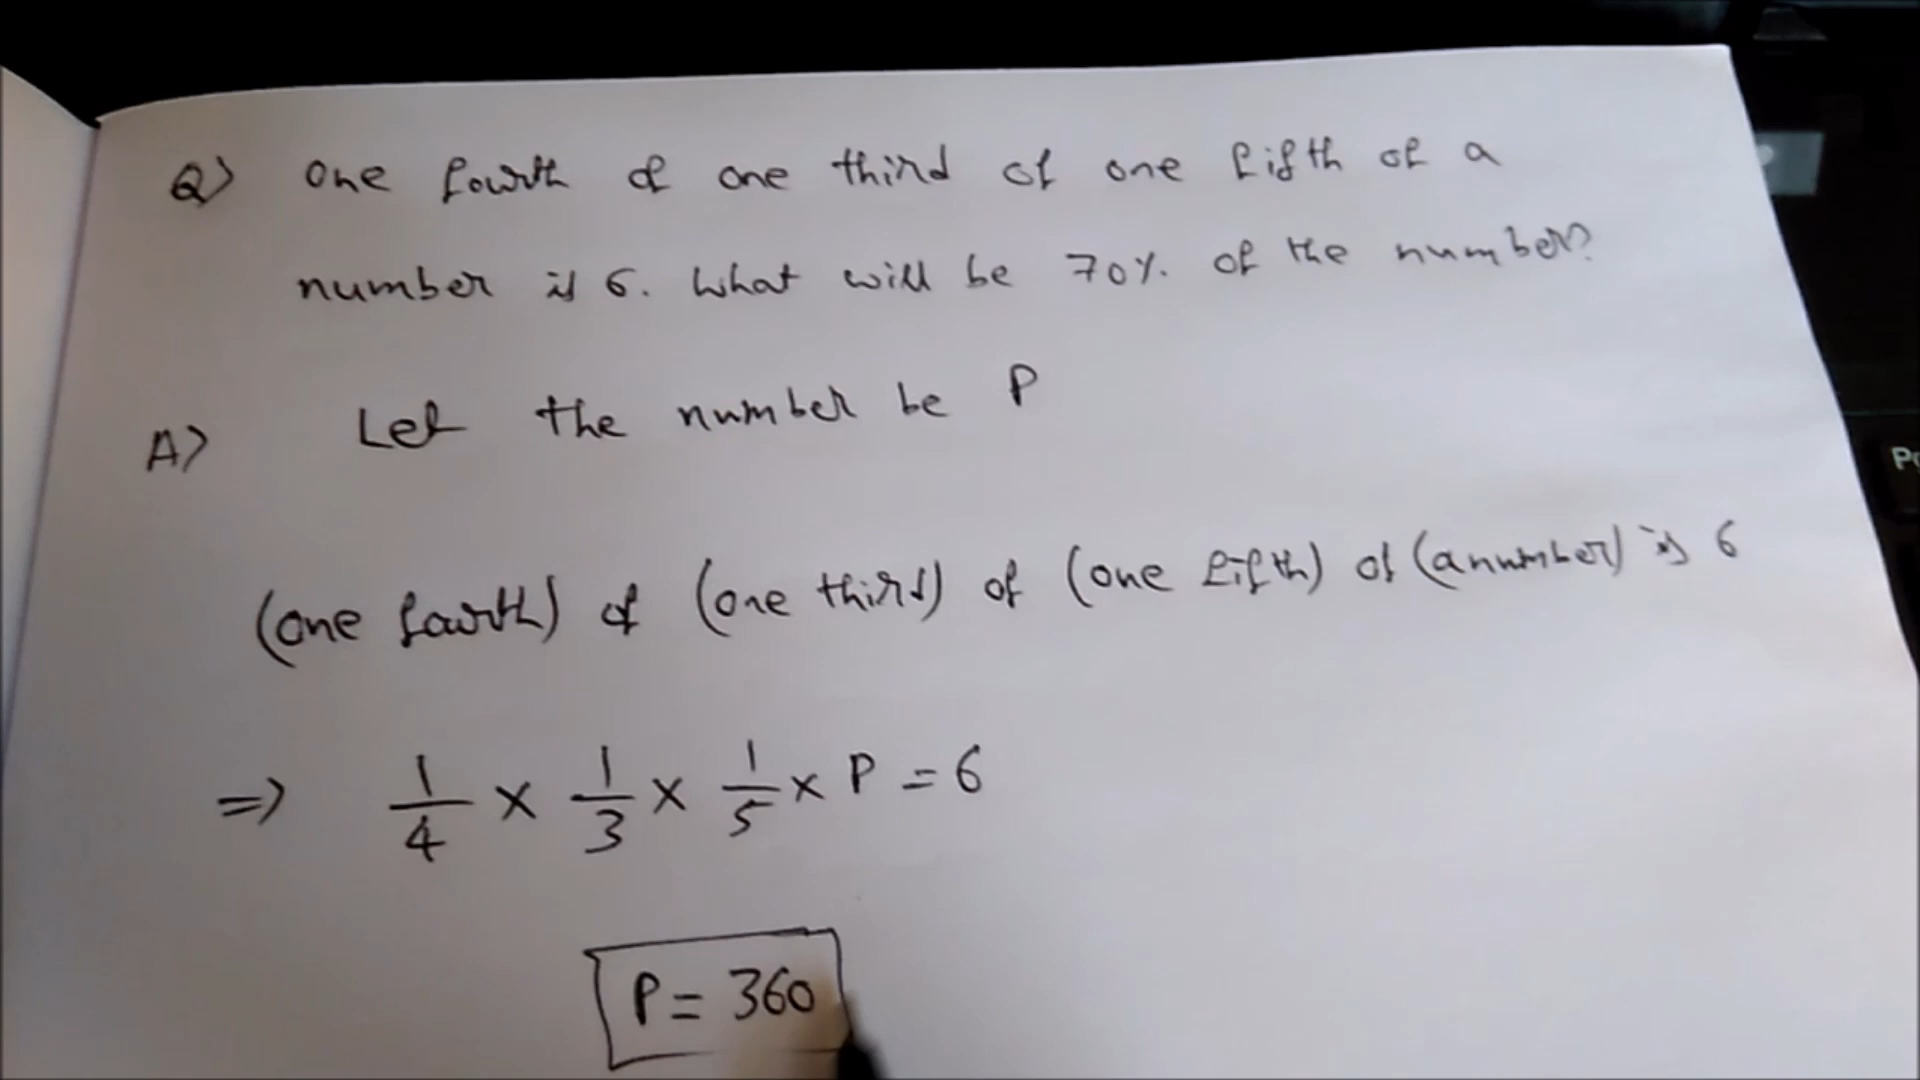 Q) One fourth of one third of one fifth of a
number is 6. What will be 70% of the number?
A) Let the number be P
(one fourth) of (one third) of (one fifth) of (a number) is 6
=> 1/4 × 1/3 × 1/5 × P = 6
P = 360